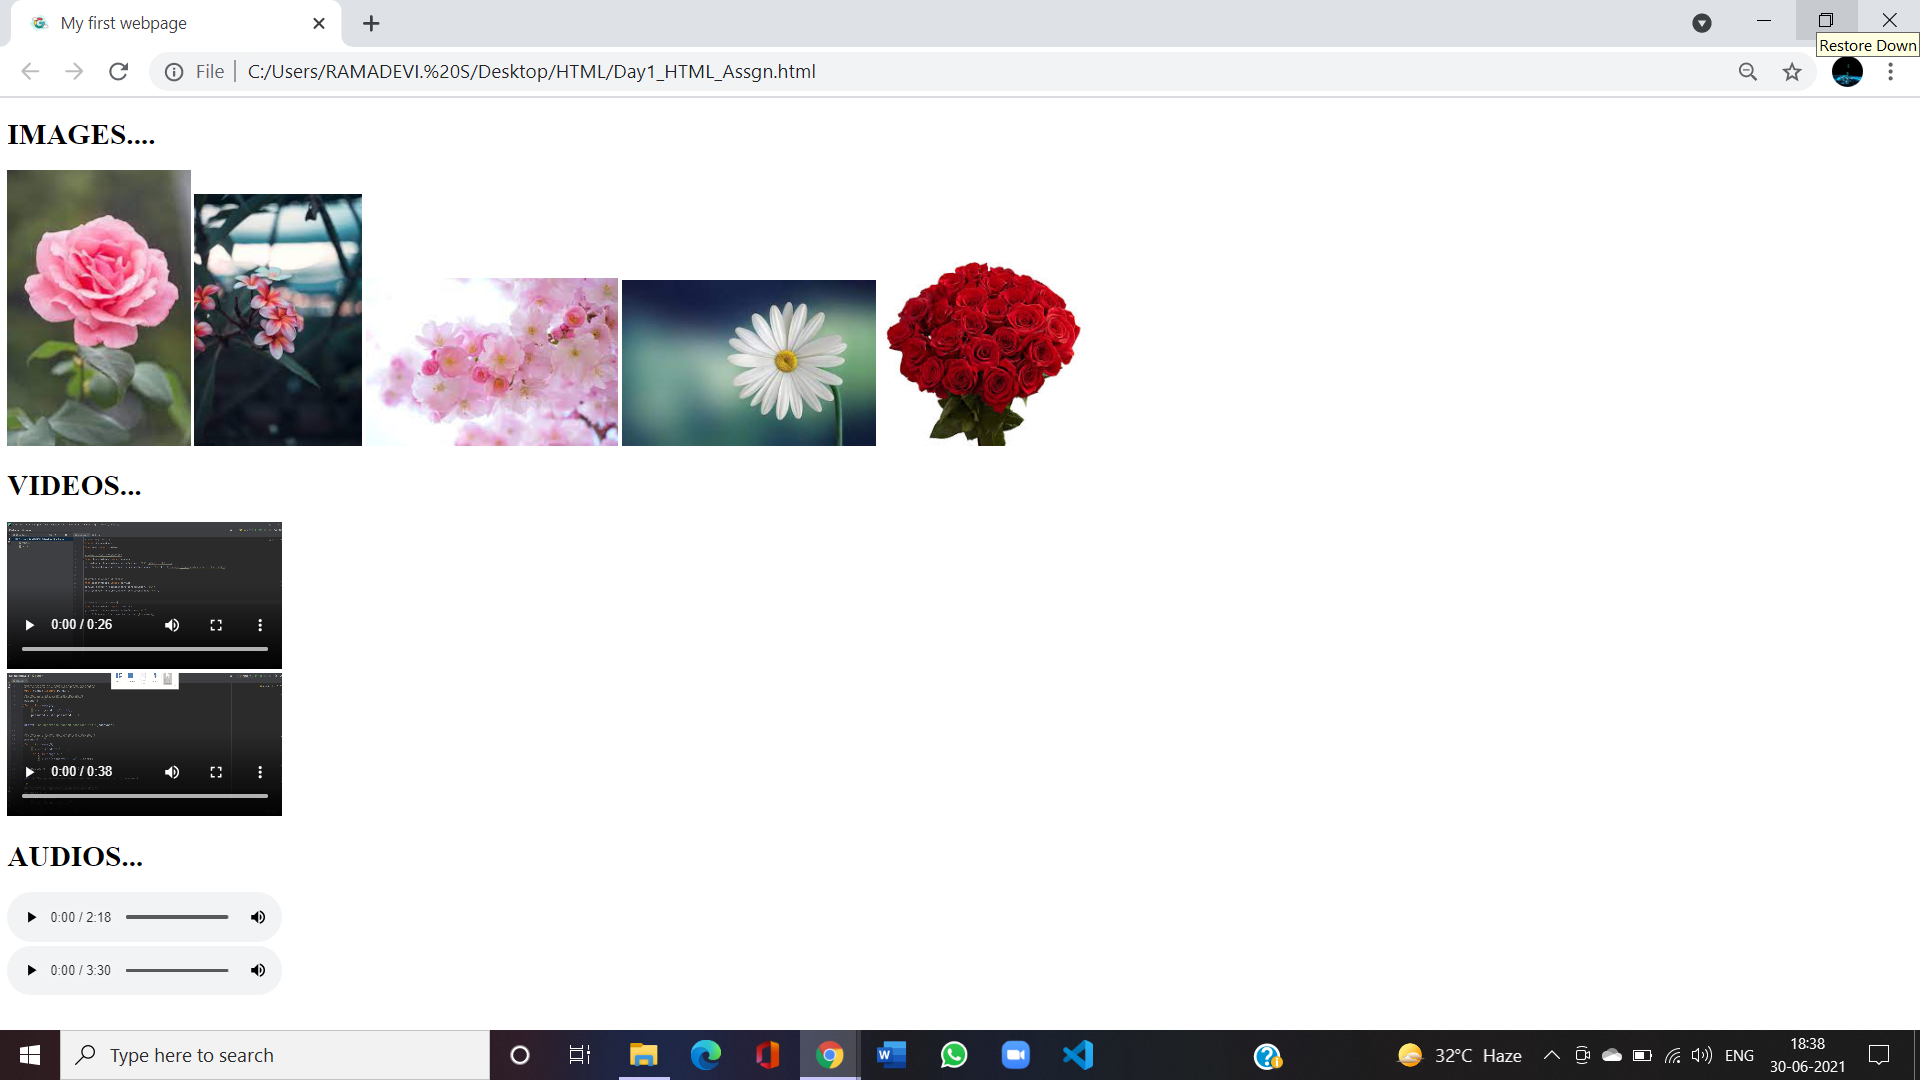 My first webpage
Restore Down
File
C:/Users/RAMADEVI.%20S/Desktop/HTML/Day1_HTML_Assgn.html
IMAGES....
VIDEOS...
0:00 / 0:26
0:00 / 0:38
AUDIOS...
0:00 / 2:18
0:00 / 3:30
Type here to search
32°C Haze
ENG
18:38
30-06-2021